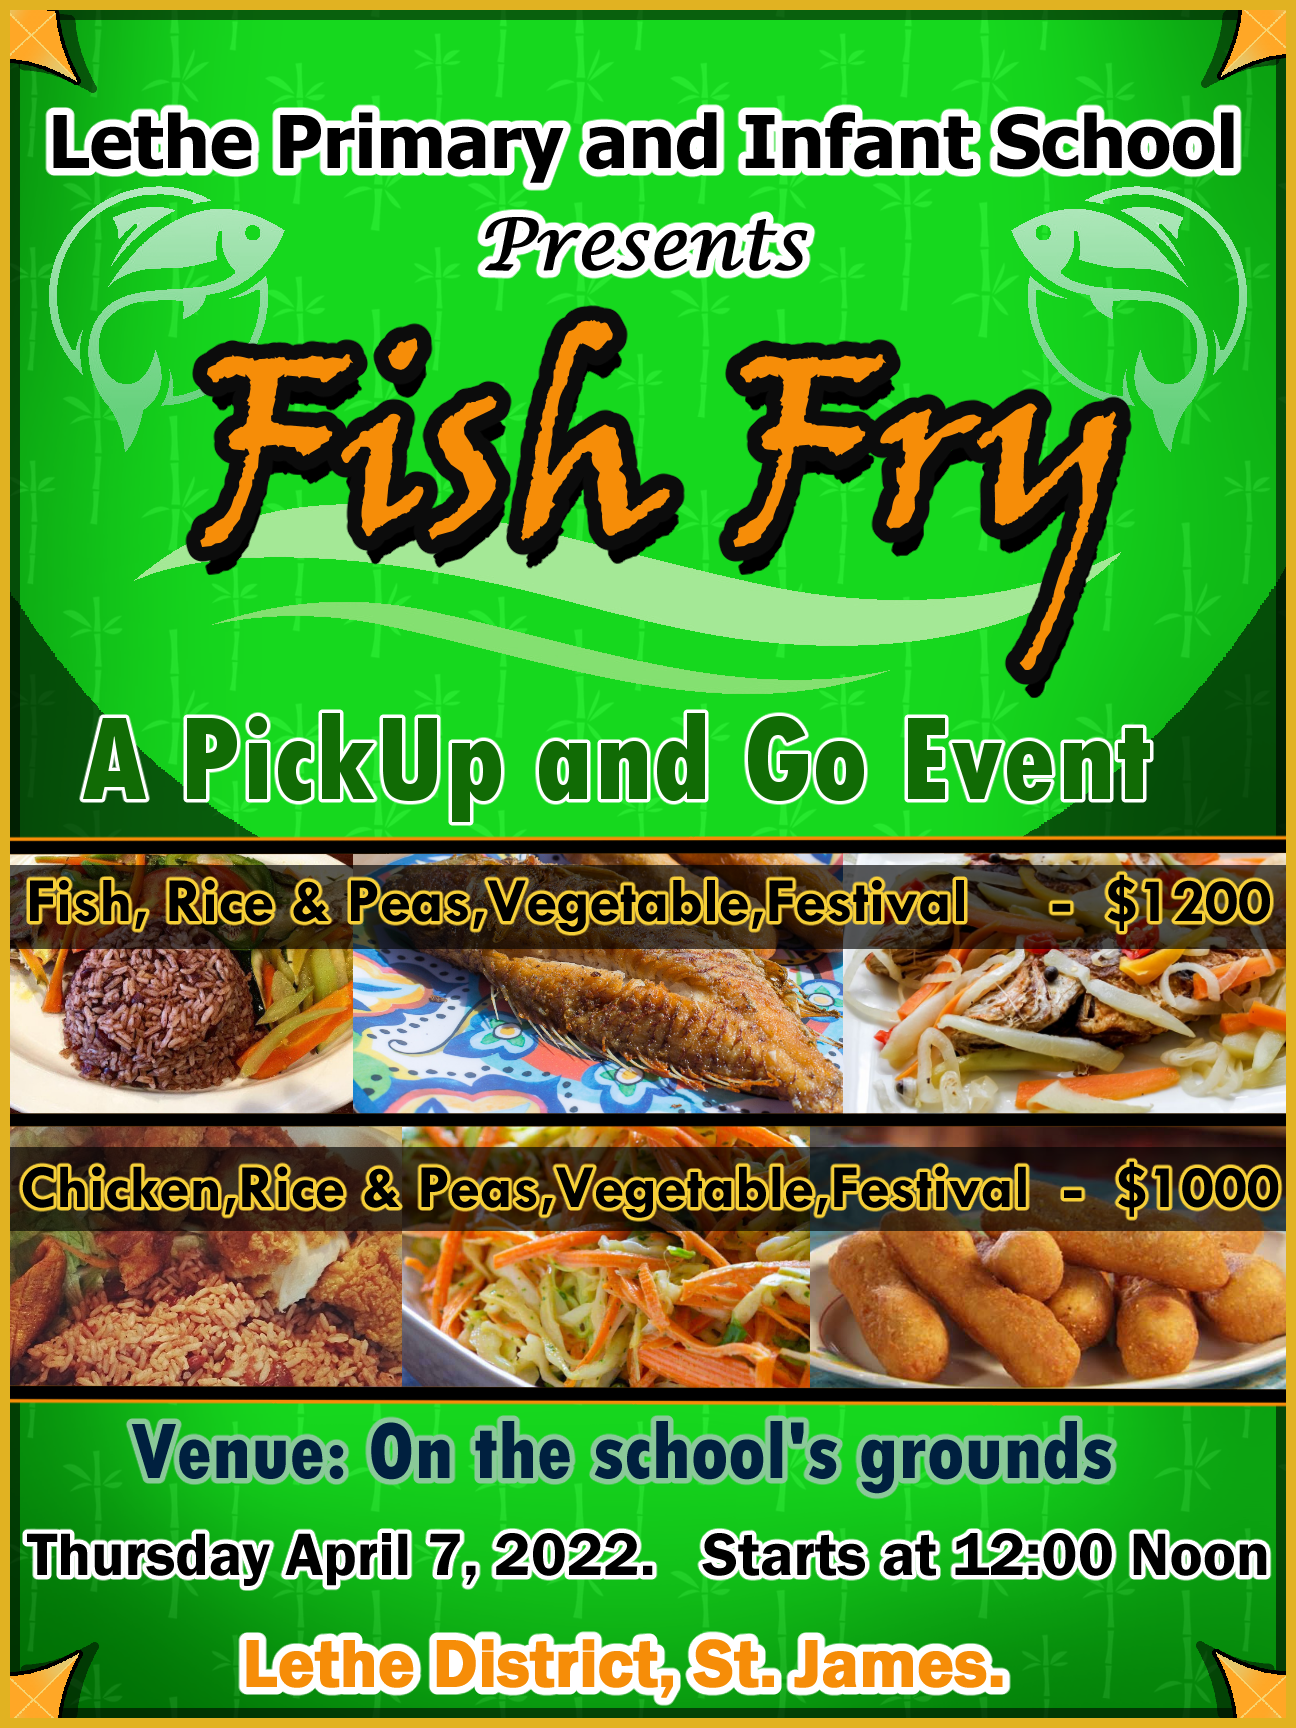 Lethe Primary and Infant School
Presents
Fish Fry
A PickUp and Go Event
Fish, Rice & Peas,Vegetable,Festival - $1200
Chicken,Rice & Peas,Vegetable,Festival - $1000
Venue: On the school's grounds
Thursday April 7, 2022. Starts at 12:00 Noon
Lethe District, St. James.